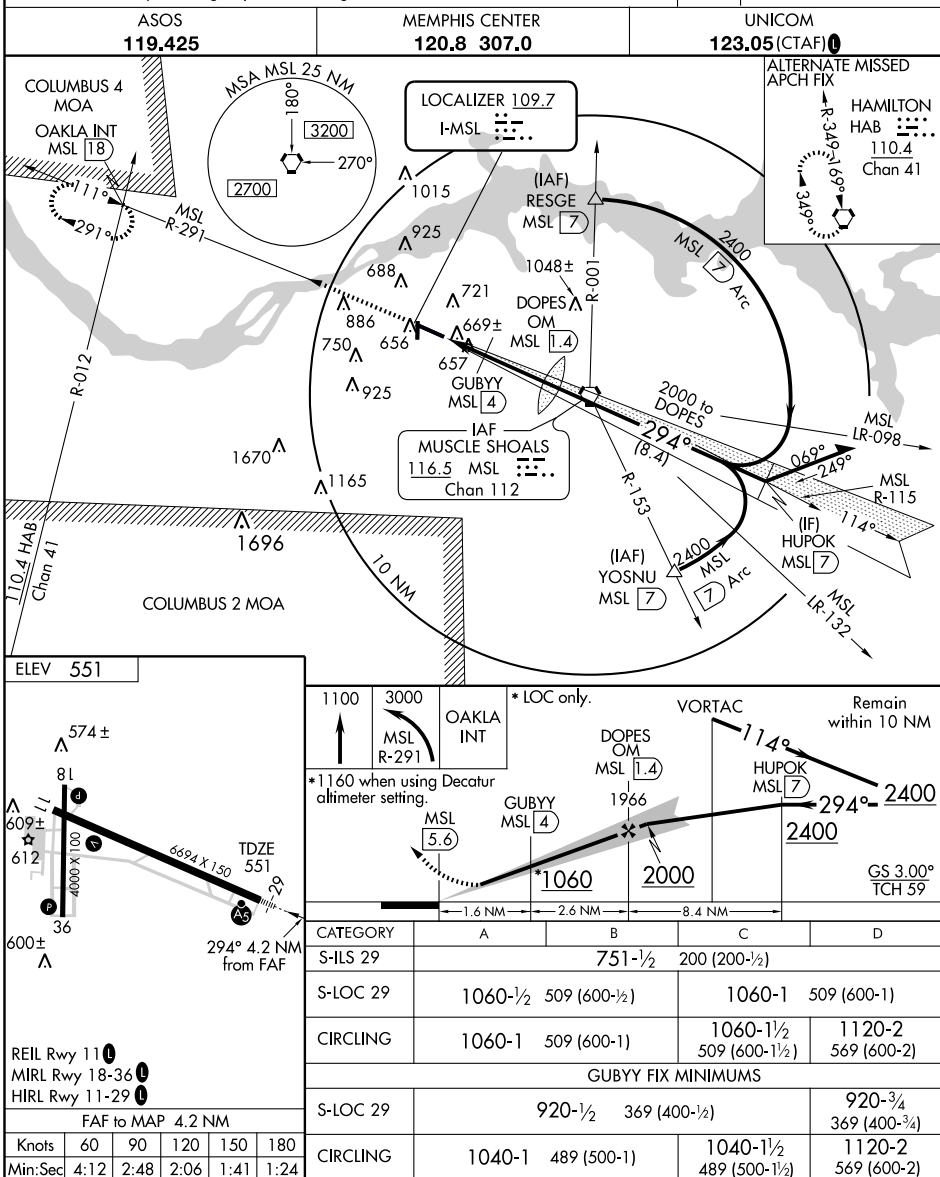 ASOS
119.425
MEMPHIS CENTER
120.8 307.0
UNICOM
123.05 (CTAF) L
COLUMBUS 4
MOA
OAKLA INT
MSL 18
111°
291°
MSL
R-291
MSA MSL 25 NM
180°
3200
270°
2700
LOCALIZER 109.7
I-MSL
ALTERNATE MISSED
APCH FIX
R-349
169°
349°
HAMILTON
HAB
110.4
Chan 41
1015
925
688
886
721
656
669±
657
750
925
1670
1165
1696
(IAF)
RESGE
MSL 7
1048±
R-001
2400
MSL 7 Arc
DOPES
OM
MSL 1.4
GUBYY
MSL 4
IAF
MUSCLE SHOALS
116.5 MSL
Chan 112
2000 to
DOPES
294°
(8.4)
MSL
LR-098
069°
249°
MSL
R-115
114°
(IF)
HUPOK
MSL 7
R-153
(IAF)
YOSNU
MSL 7
2400
MSL
7 Arc
MSL
LR-132
R-012
110.4 HAB
Chan 41
10 NM
COLUMBUS 2 MOA
ELEV 551
574±
18
11
P
609±
612
V
4000 X 100
6694 X 150
TDZE
551
29
P
A5
36
600±
294° 4.2 NM
from FAF
REIL Rwy 11 L
MIRL Rwy 18-36 L
HIRL Rwy 11-29 L
FAF to MAP 4.2 NM
Knots 60 90 120 150 180
Min:Sec 4:12 2:48 2:06 1:41 1:24
1100
3000
MSL
R-291
OAKLA
INT
* LOC only.
*1160 when using Decatur
altimeter setting.
VORTAC
Remain
within 10 NM
114°
DOPES
OM
MSL 1.4
HUPOK
MSL 7
1966
294°
2400
2400
GUBYY
MSL 4
MSL
5.6
*1060
2000
GS 3.00°
TCH 59
1.6 NM 2.6 NM 8.4 NM
CATEGORY A B C D
S-ILS 29 751-½ 200 (200-½)
S-LOC 29 1060-½ 509 (600-½) 1060-1 509 (600-1)
CIRCLING 1060-1 509 (600-1) 1060-1½ 509 (600-1½) 1120-2 569 (600-2)
GUBYY FIX MINIMUMS
S-LOC 29 920-½ 369 (400-½) 920-¾ 369 (400-¾)
CIRCLING 1040-1 489 (500-1) 1040-1½ 489 (500-1½) 1120-2 569 (600-2)